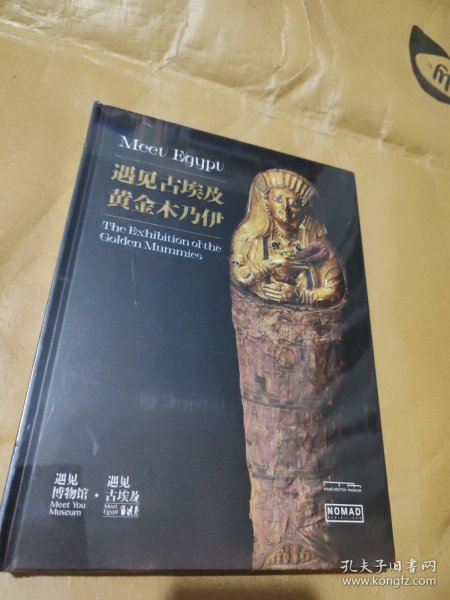 Meet Egypt
遇见古埃及
黄金木乃伊
The Exhibition of the
Golden Mummies
遇见
博物馆
Meet You
Museum
·
遇见
古埃及
Meet
Egypt
MANCHESTER MUSEUM
NOMAD
EXHIBITIONS
孔夫子旧书网
www.kongfz.com